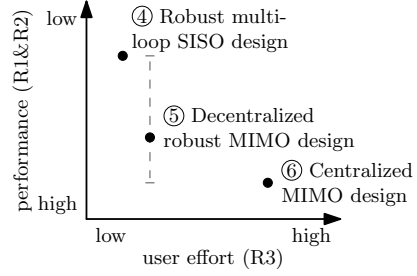 low
④ Robust multi-
loop SISO design
⑤ Decentralized
robust MIMO design
⑥ Centralized
MIMO design
high
performance (R1&R2)
low
high
user effort (R3)